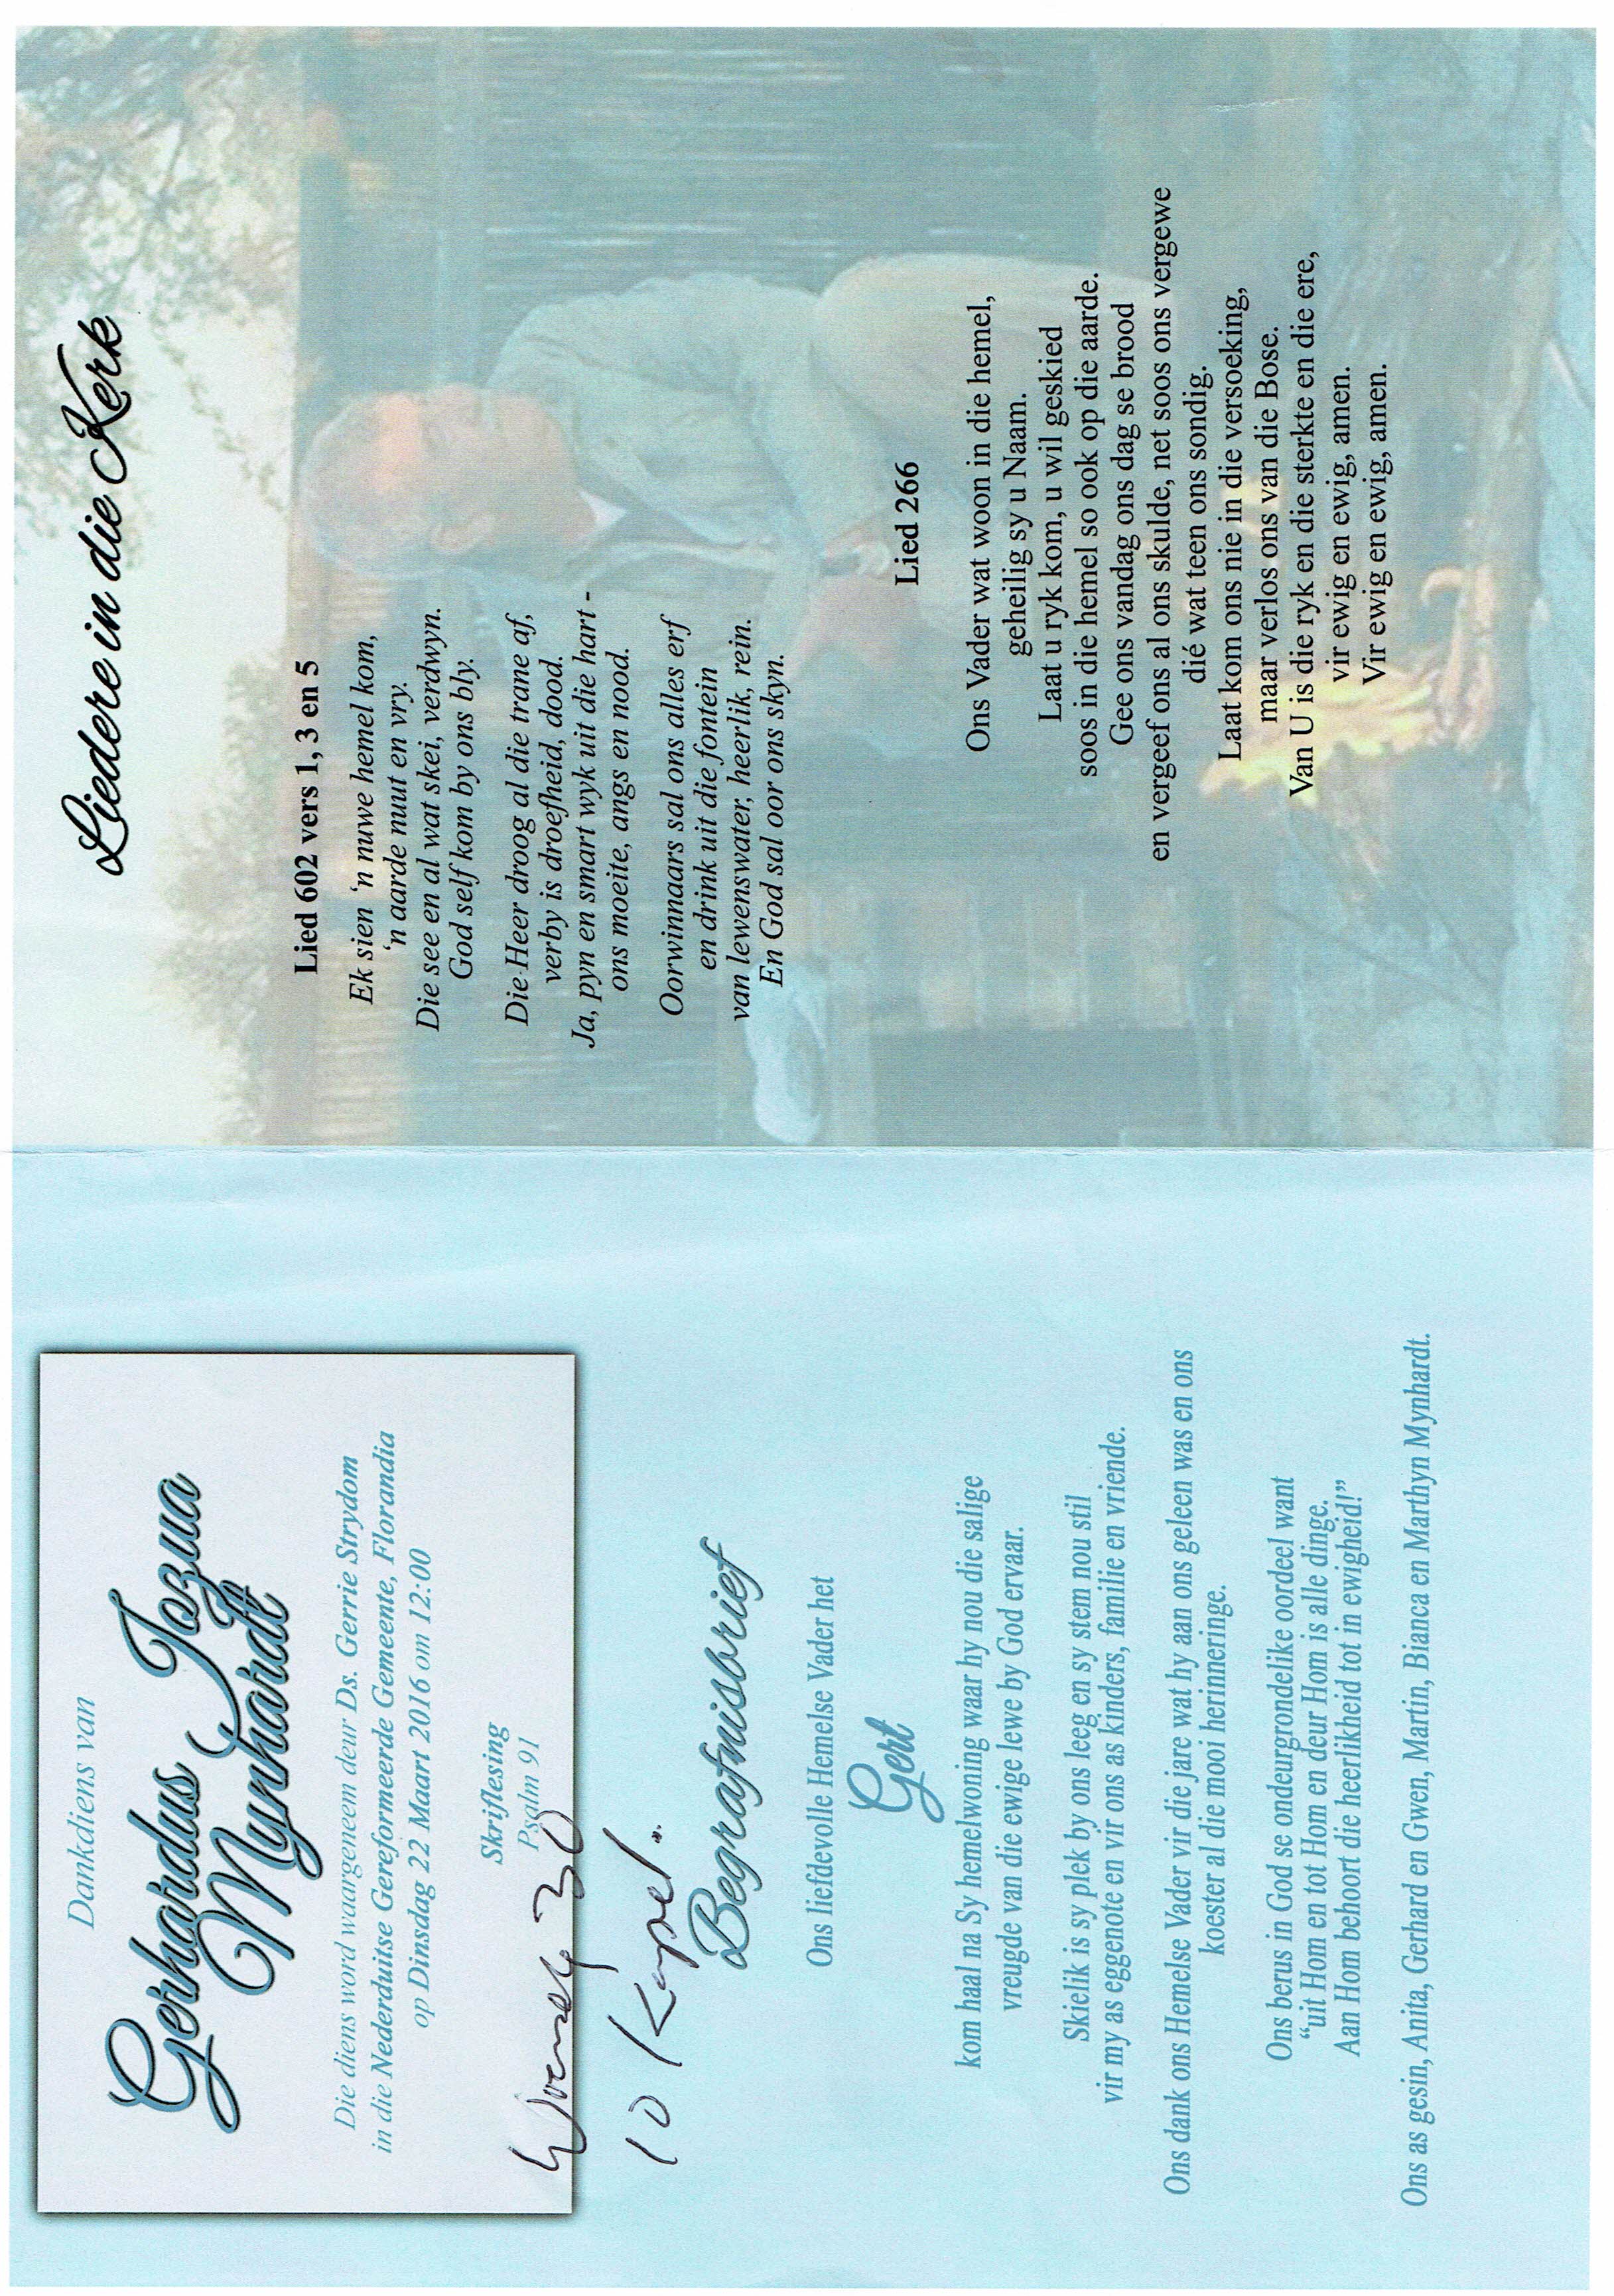 Dankdiens van
Gerhardus Jozua
Mynhardt
Die diens word waargeneem deur Ds. Gerrie Strydom
in die Nederduitse Gereformeerde Gemeente, Florandia
op Dinsdag 22 Maart 2016 om 12:00
Skriflesing
Psalm 91
30
10
Begrafnisbrief
Ons liefdevolle Hemelse Vader het
Gert
kom haal na Sy hemelwoning waar hy nou die salige
vreugde van die ewige lewe by God ervaar.
Skielik is sy plek by ons leeg en sy stem nou stil
vir my as eggenote en vir ons as kinders, familie en vriende.
Ons dank ons Hemelse Vader vir die jare wat hy aan ons geleen was en ons
koester al die mooi herinneringe.
Ons berus in God se ondeurgrondelike oordeel want
“uit Hom en tot Hom en deur Hom is alle dinge.
Aan Hom behoort die heerlikheid tot in ewigheid!”
Ons as gesin, Anita, Gerhard en Gwen, Martin, Bianca en Marthyn Mynhardt.
Liedere in die Kerk
Lied 602 vers 1, 3 en 5
Ek sien ‘n nuwe hemel kom,
‘n aarde nuut en vry.
Die see en al wat skei, verdwyn.
God self kom by ons bly.
Die Heer droog al die trane af,
verby is droefheid, dood.
Ja, pyn en smart wyk uit die hart -
ons moeite, angs en nood.
Oorwinnaars sal ons alles erf
en drink uit die fontein
van lewenswater, heerlik, rein.
En God sal oor ons skyn.
Lied 266
Ons Vader wat woon in die hemel,
geheilig sy u Naam.
Laat u ryk kom, u wil geskied
soos in die hemel so ook op die aarde.
Gee ons vandag ons dag se brood
en vergeef ons al ons skulde, net soos ons vergewe
dié wat teen ons sondig.
Laat kom ons nie in die versoeking,
maar verlos ons van die Bose.
Van U is die ryk en die sterkte en die ere,
vir ewig en ewig, amen.
Vir ewig en ewig, amen.